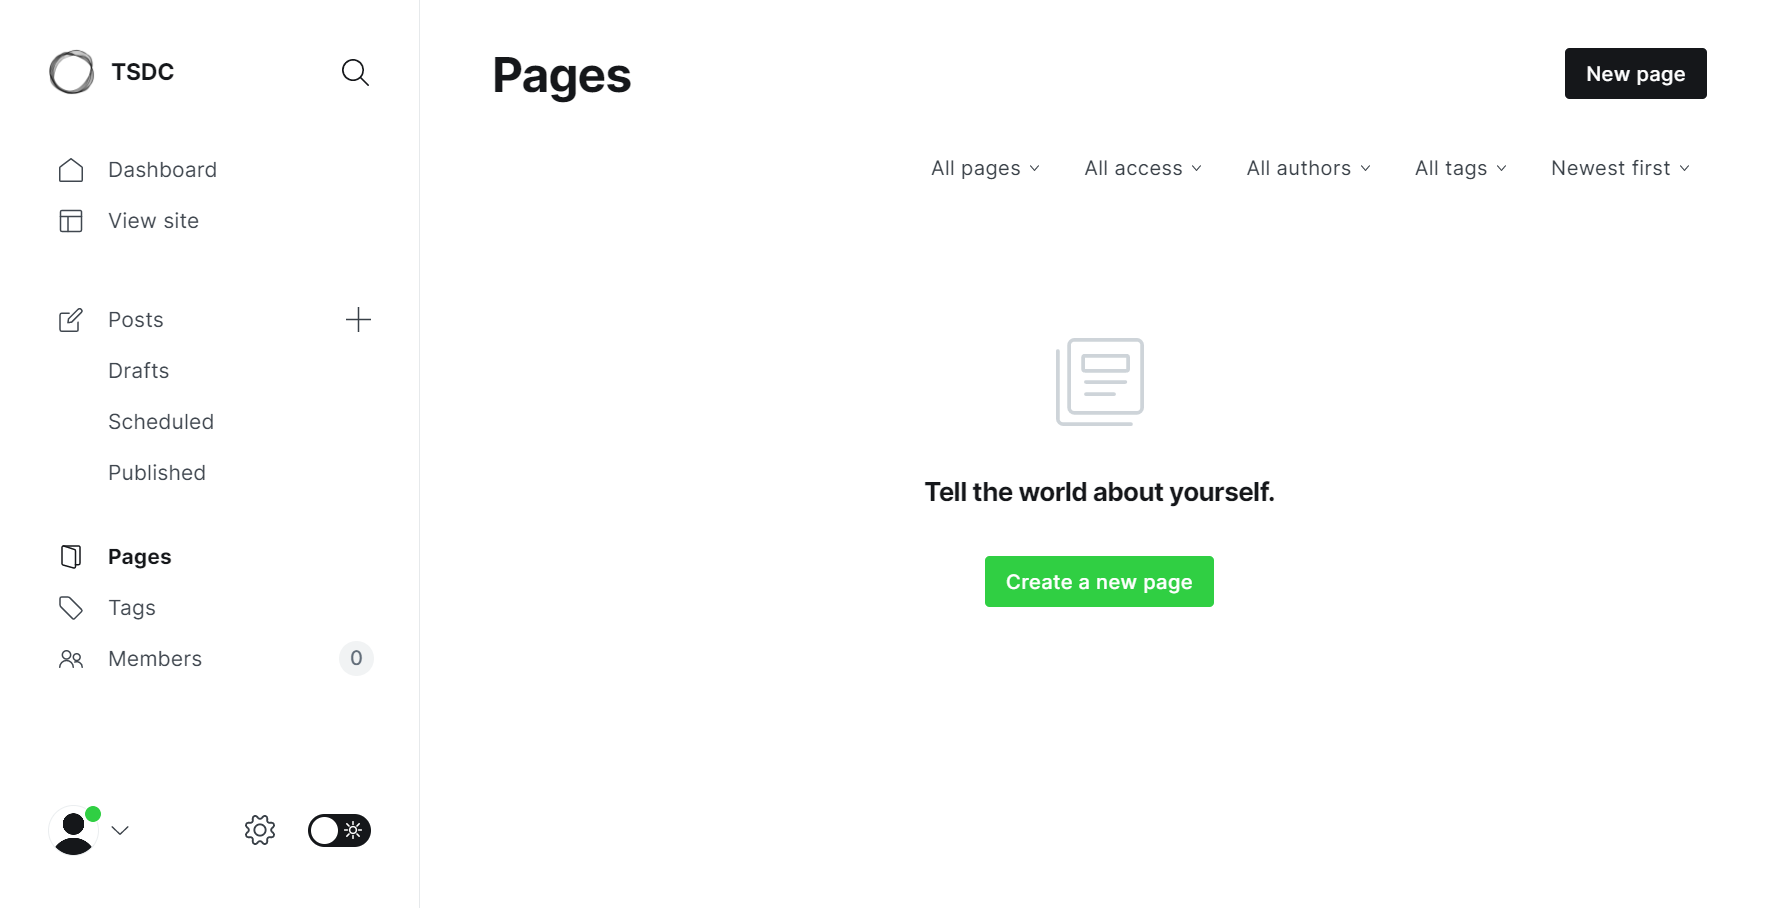 TSDC
Dashboard
View site
Posts
Drafts
Scheduled
Published
Pages
Tags
Members 0
Pages
New page
All pages All access All authors All tags Newest first
Tell the world about yourself.
Create a new page